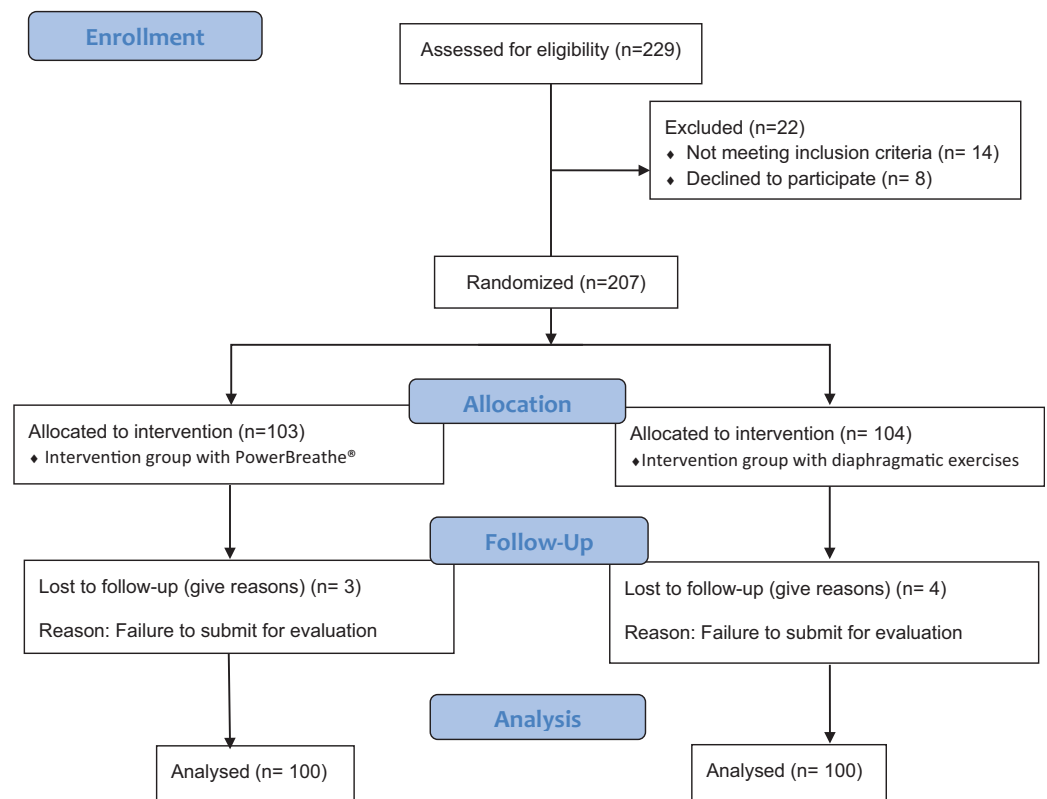 Enrollment
Assessed for eligibility (n=229)
Excluded (n=22)
♦ Not meeting inclusion criteria (n= 14)
♦ Declined to participate (n= 8)
Randomized (n=207)
Allocation
Allocated to intervention (n=103)
♦ Intervention group with PowerBreathe®
Allocated to intervention (n= 104)
♦Intervention group with diaphragmatic exercises
Follow-Up
Lost to follow-up (give reasons) (n= 3)
Reason: Failure to submit for evaluation
Lost to follow-up (give reasons) (n= 4)
Reason: Failure to submit for evaluation
Analysis
Analysed (n= 100)
Analysed (n= 100)